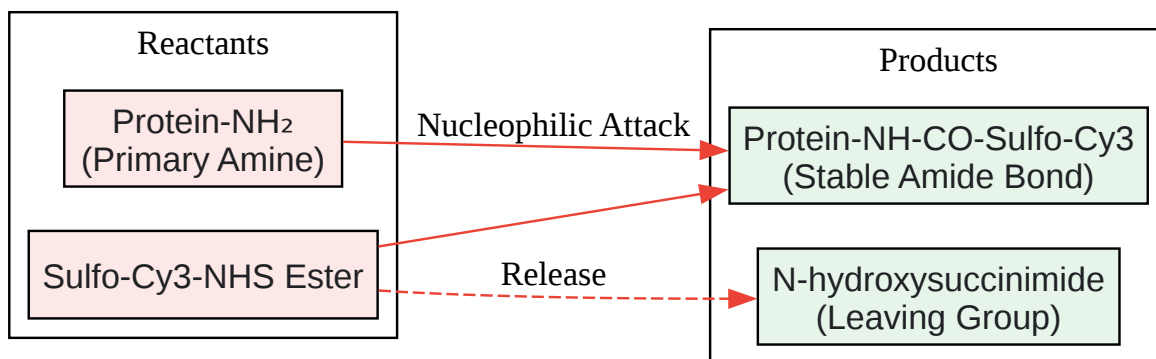 Reactants
Protein-NH₂
(Primary Amine)
Sulfo-Cy3-NHS Ester
Nucleophilic Attack
Release
Products
Protein-NH-CO-Sulfo-Cy3
(Stable Amide Bond)
N-hydroxysuccinimide
(Leaving Group)